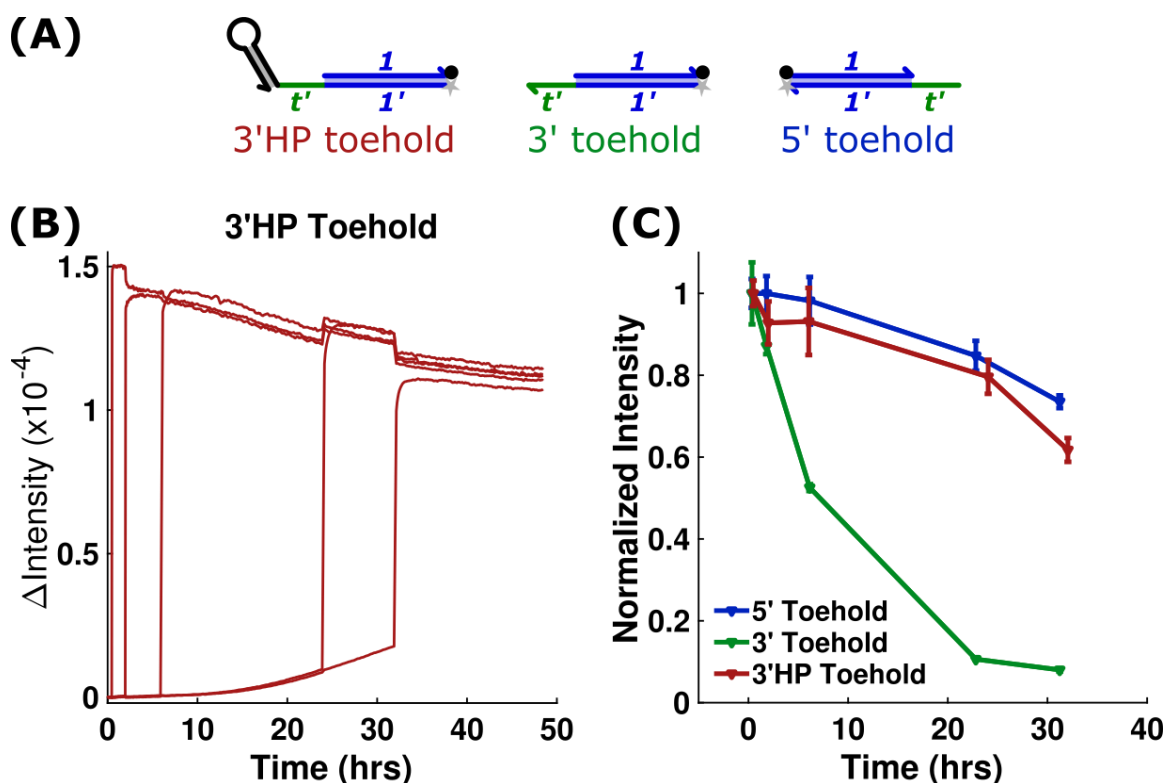 (A)
1 1 1
t' 1' t' 1' 1' t'
3'HP toehold 3' toehold 5' toehold
(B) 3'HP Toehold
ΔIntensity (x10⁻⁴)
1.5
1
0.5
0
0 10 20 30 40 50
Time (hrs)
(C)
Normalized Intensity
1
0.8
0.6
0.4
0.2
0
5' Toehold
3' Toehold
3'HP Toehold
0 10 20 30 40
Time (hrs)